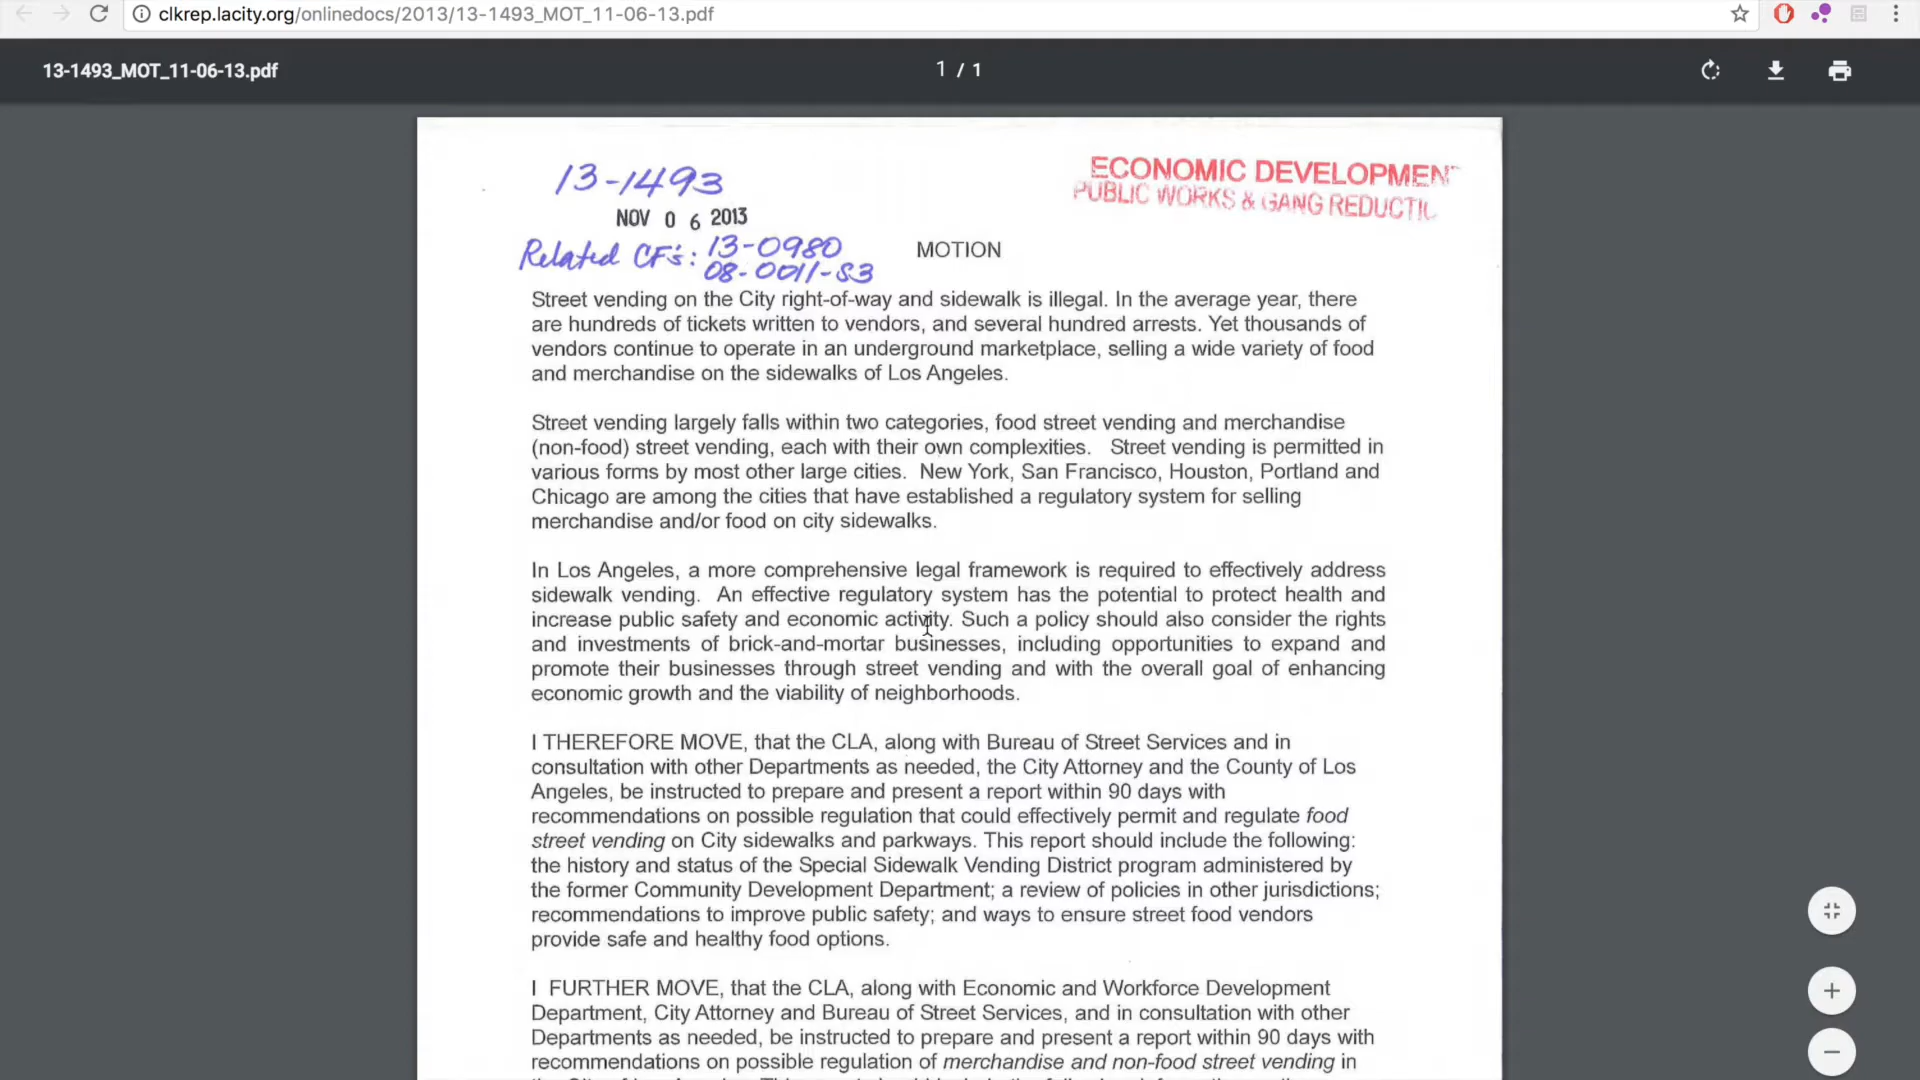 clkrep.lacity.org/onlinedocs/2013/13-1493_MOT_11-06-13.pdf
13-1493_MOT_11-06-13.pdf
1 / 1
13-1493
NOV 0 6 2013
Related CF's: 13-0980
08-0011-S3
ECONOMIC DEVELOPMEN
PUBLIC WORKS & GANG REDUCTI
MOTION
Street vending on the City right-of-way and sidewalk is illegal. In the average year, there
are hundreds of tickets written to vendors, and several hundred arrests. Yet thousands of
vendors continue to operate in an underground marketplace, selling a wide variety of food
and merchandise on the sidewalks of Los Angeles.
Street vending largely falls within two categories, food street vending and merchandise
(non-food) street vending, each with their own complexities. Street vending is permitted in
various forms by most other large cities. New York, San Francisco, Houston, Portland and
Chicago are among the cities that have established a regulatory system for selling
merchandise and/or food on city sidewalks.
In Los Angeles, a more comprehensive legal framework is required to effectively address
sidewalk vending. An effective regulatory system has the potential to protect health and
increase public safety and economic activity. Such a policy should also consider the rights
and investments of brick-and-mortar businesses, including opportunities to expand and
promote their businesses through street vending and with the overall goal of enhancing
economic growth and the viability of neighborhoods.
I THEREFORE MOVE, that the CLA, along with Bureau of Street Services and in
consultation with other Departments as needed, the City Attorney and the County of Los
Angeles, be instructed to prepare and present a report within 90 days with
recommendations on possible regulation that could effectively permit and regulate food
street vending on City sidewalks and parkways. This report should include the following:
the history and status of the Special Sidewalk Vending District program administered by
the former Community Development Department; a review of policies in other jurisdictions;
recommendations to improve public safety; and ways to ensure street food vendors
provide safe and healthy food options.
I FURTHER MOVE, that the CLA, along with Economic and Workforce Development
Department, City Attorney and Bureau of Street Services, and in consultation with other
Departments as needed, be instructed to prepare and present a report within 90 days with
recommendations on possible regulation of merchandise and non-food street vending in